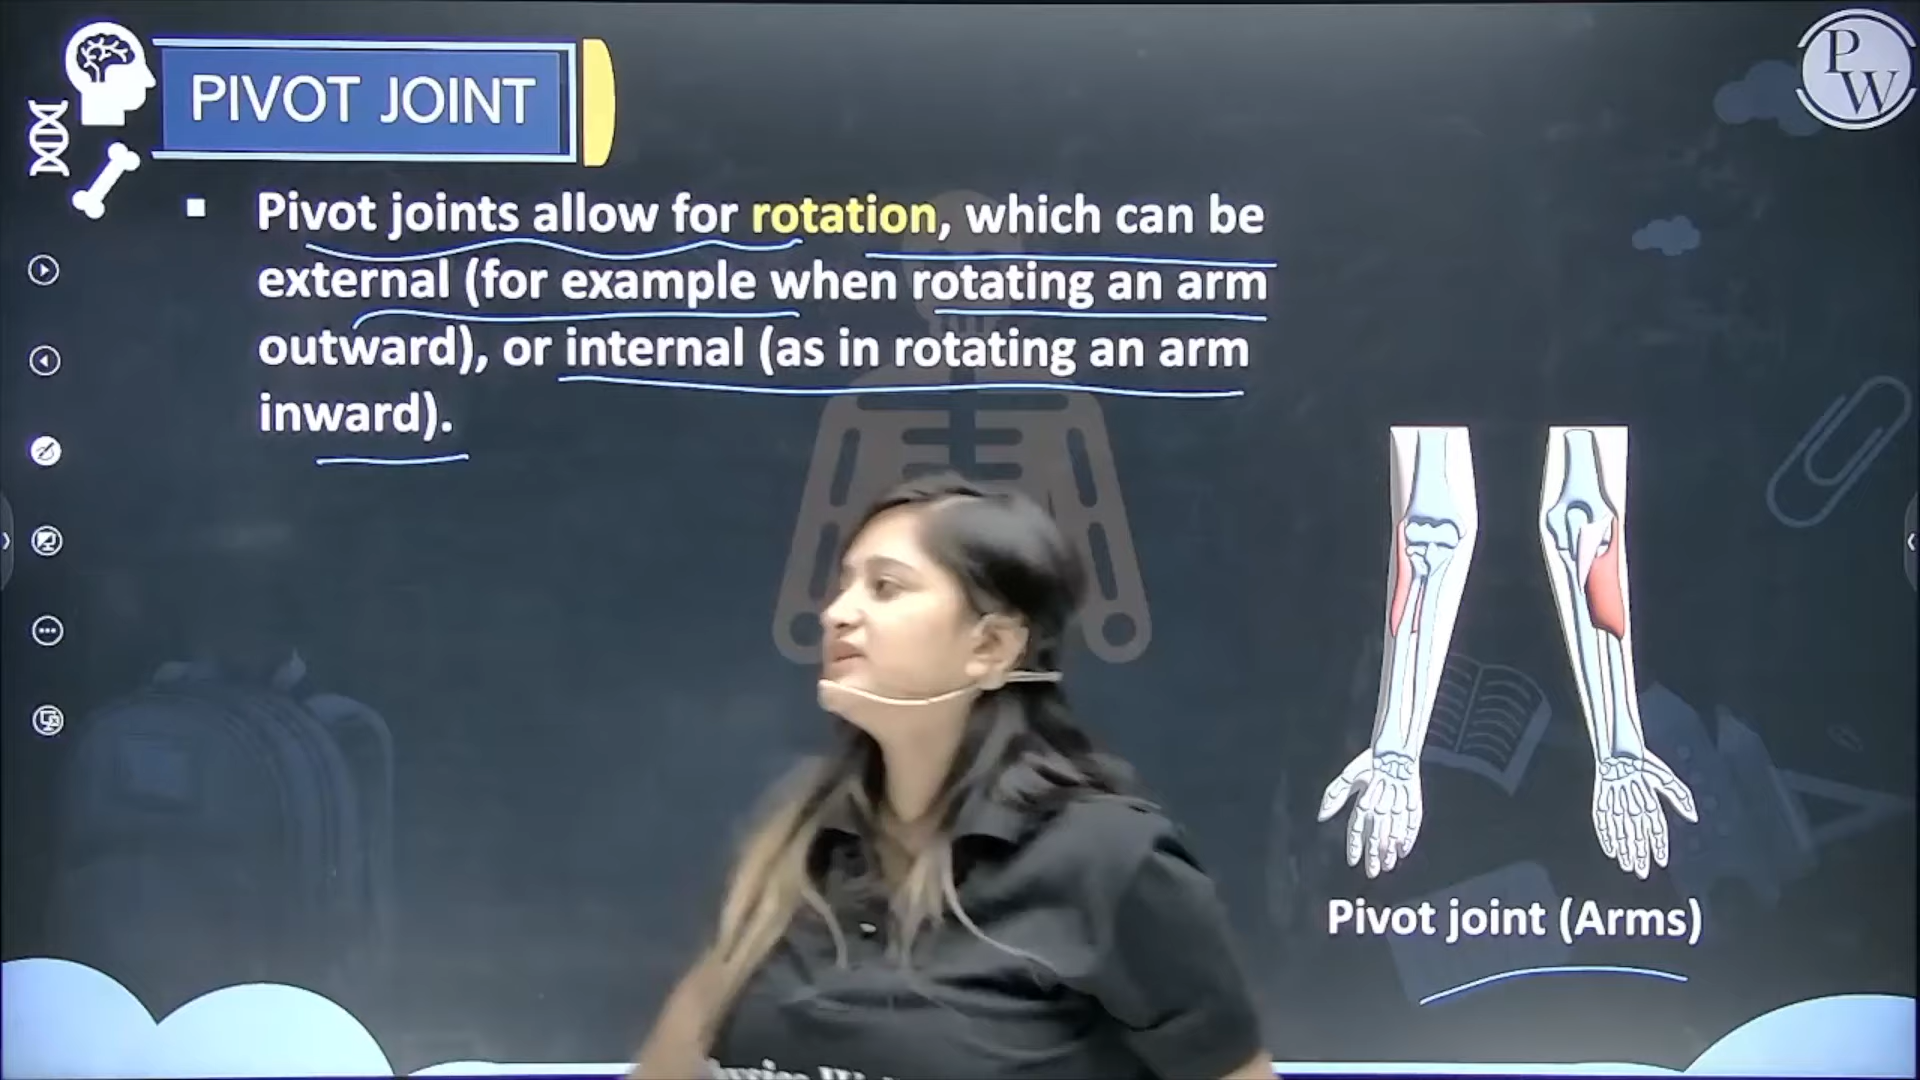 PIVOT JOINT
PW
▪ Pivot joints allow for rotation, which can be
external (for example when rotating an arm
outward), or internal (as in rotating an arm
inward).
Pivot joint (Arms)